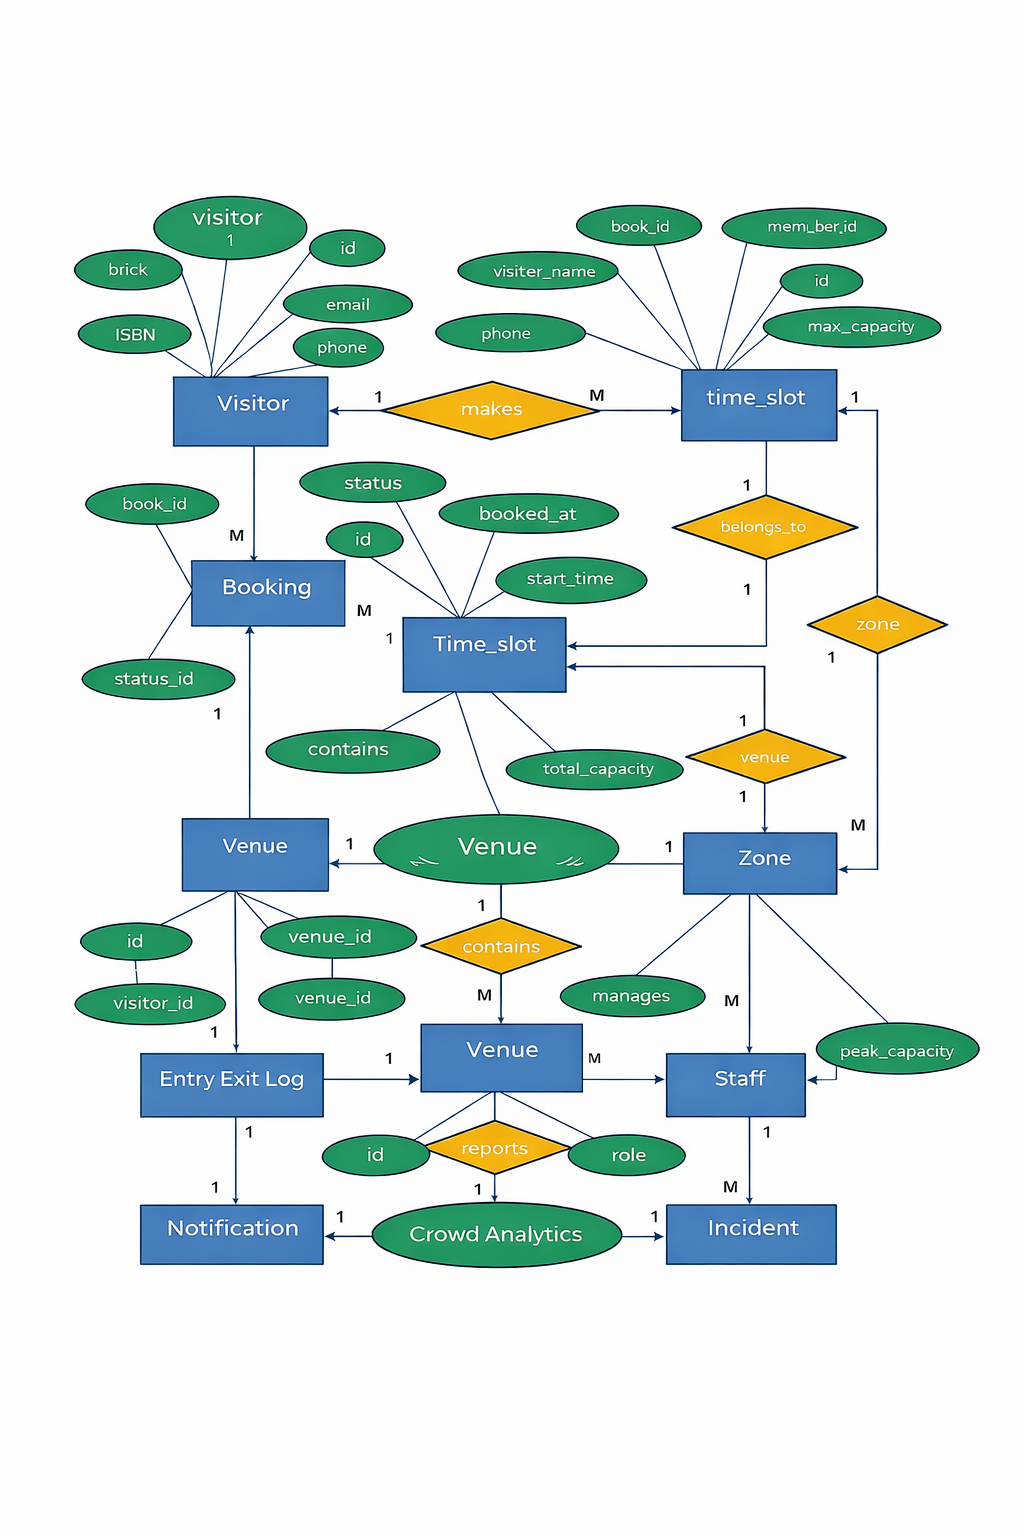 visitor
1
book_id
mem_ber_id
id
brick
visiter_name
id
email
max_capacity
phone
ISBN
phone
Visitor
1
makes
M
time_slot
1
status
1
book_id
booked_at
belongs_to
M
id
start_time
Booking
1
M
1
Time_slot
zone
1
status_id
1
1
contains
total_capacity
venue
1
M
Venue
1
Venue
1
Zone
1
id
venue_id
contains
visitor_id
venue_id
M
manages
M
1
Entry Exit Log
1
Venue
M
Staff
peak_capacity
1
1
id
reports
role
1
1
M
Notification
1
Crowd Analytics
1
Incident